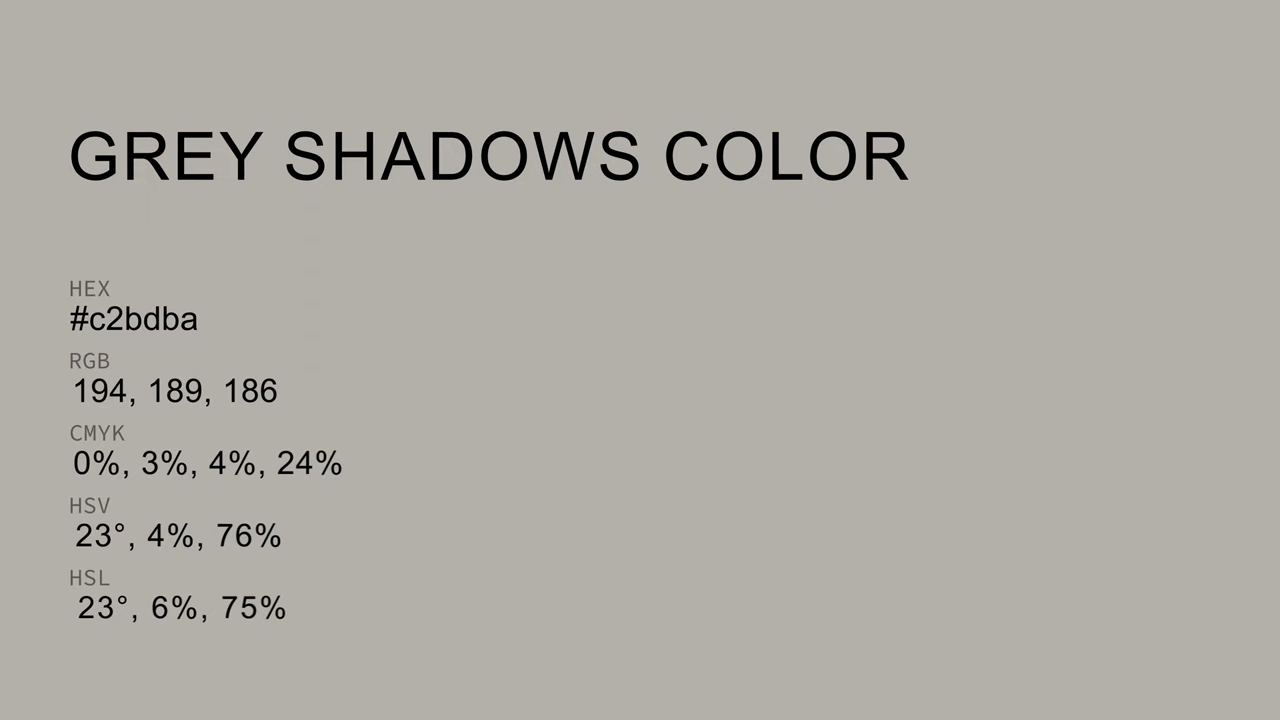 GREY SHADOWS COLOR
HEX
#c2bdba
RGB
194, 189, 186
CMYK
0%, 3%, 4%, 24%
HSV
23°, 4%, 76%
HSL
23°, 6%, 75%